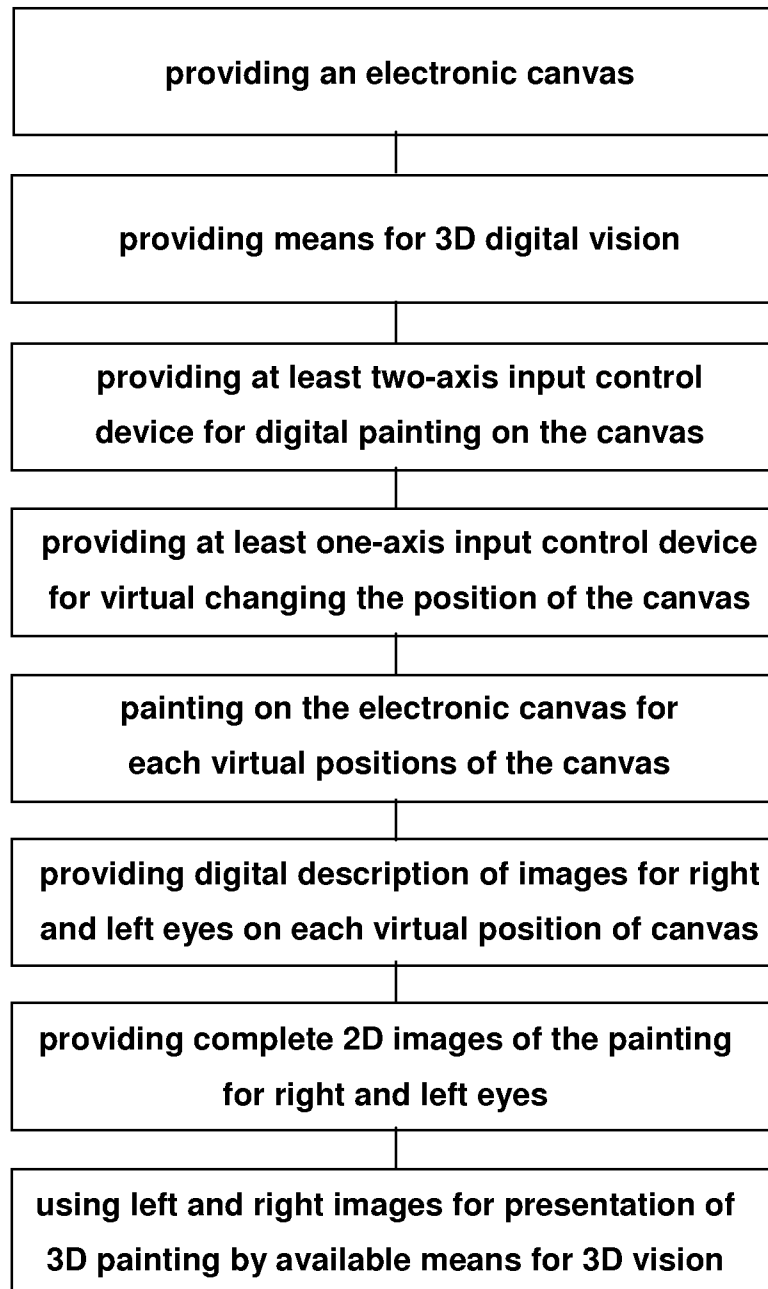 providing an electronic canvas
providing means for 3D digital vision
providing at least two-axis input control
device for digital painting on the canvas
providing at least one-axis input control device
for virtual changing the position of the canvas
painting on the electronic canvas for
each virtual positions of the canvas
providing digital description of images for right
and left eyes on each virtual position of canvas
providing complete 2D images of the painting
for right and left eyes
using left and right images for presentation of
3D painting by available means for 3D vision